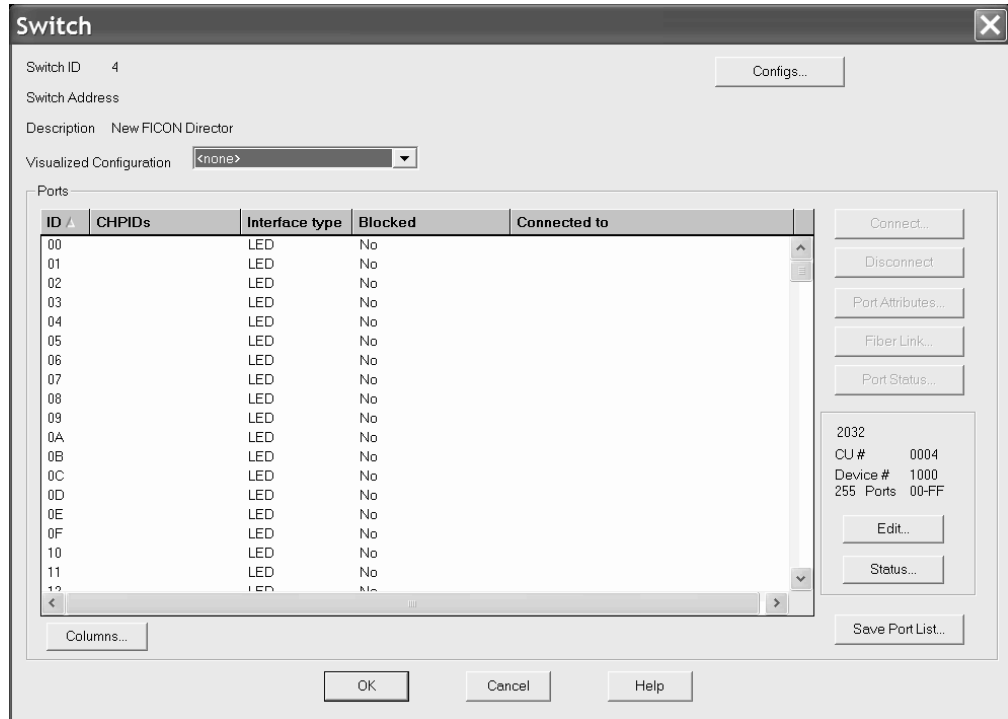 Switch
Switch ID 4
Configs...
Switch Address
Description New FICON Director
Visualized Configuration <none>
Ports
ID CHPIDs Interface type Blocked Connected to
00 LED No
01 LED No
02 LED No
03 LED No
04 LED No
05 LED No
06 LED No
07 LED No
08 LED No
09 LED No
0A LED No
0B LED No
0C LED No
0D LED No
0E LED No
0F LED No
10 LED No
11 LED No
12 LED No
Connect...
Disconnect
Port Attributes...
Fiber Link...
Port Status...
2032
CU # 0004
Device # 1000
255 Ports 00-FF
Edit...
Status...
Columns...
Save Port List...
OK Cancel Help